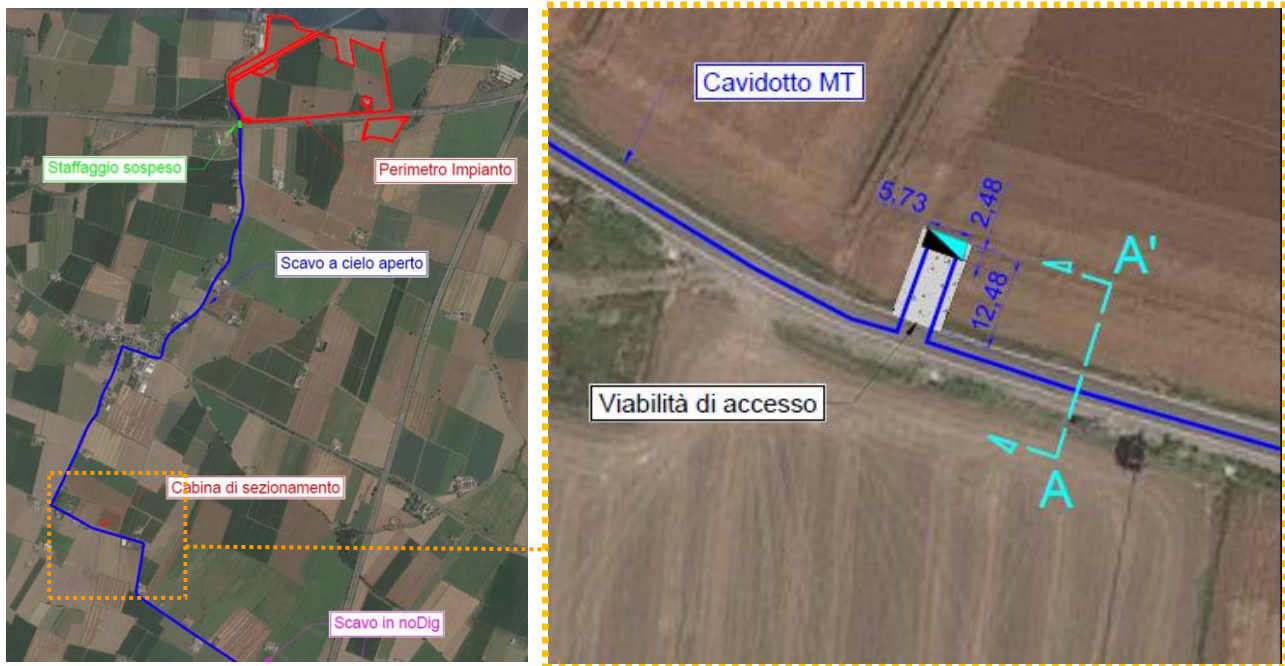 Staffaggio sospeso
Perimetro Impianto
Scavo a cielo aperto
Cabina di sezionamento
Scavo in noDig
Cavidotto MT
5,73
2,48
12,48
A'
Viabilità di accesso
A